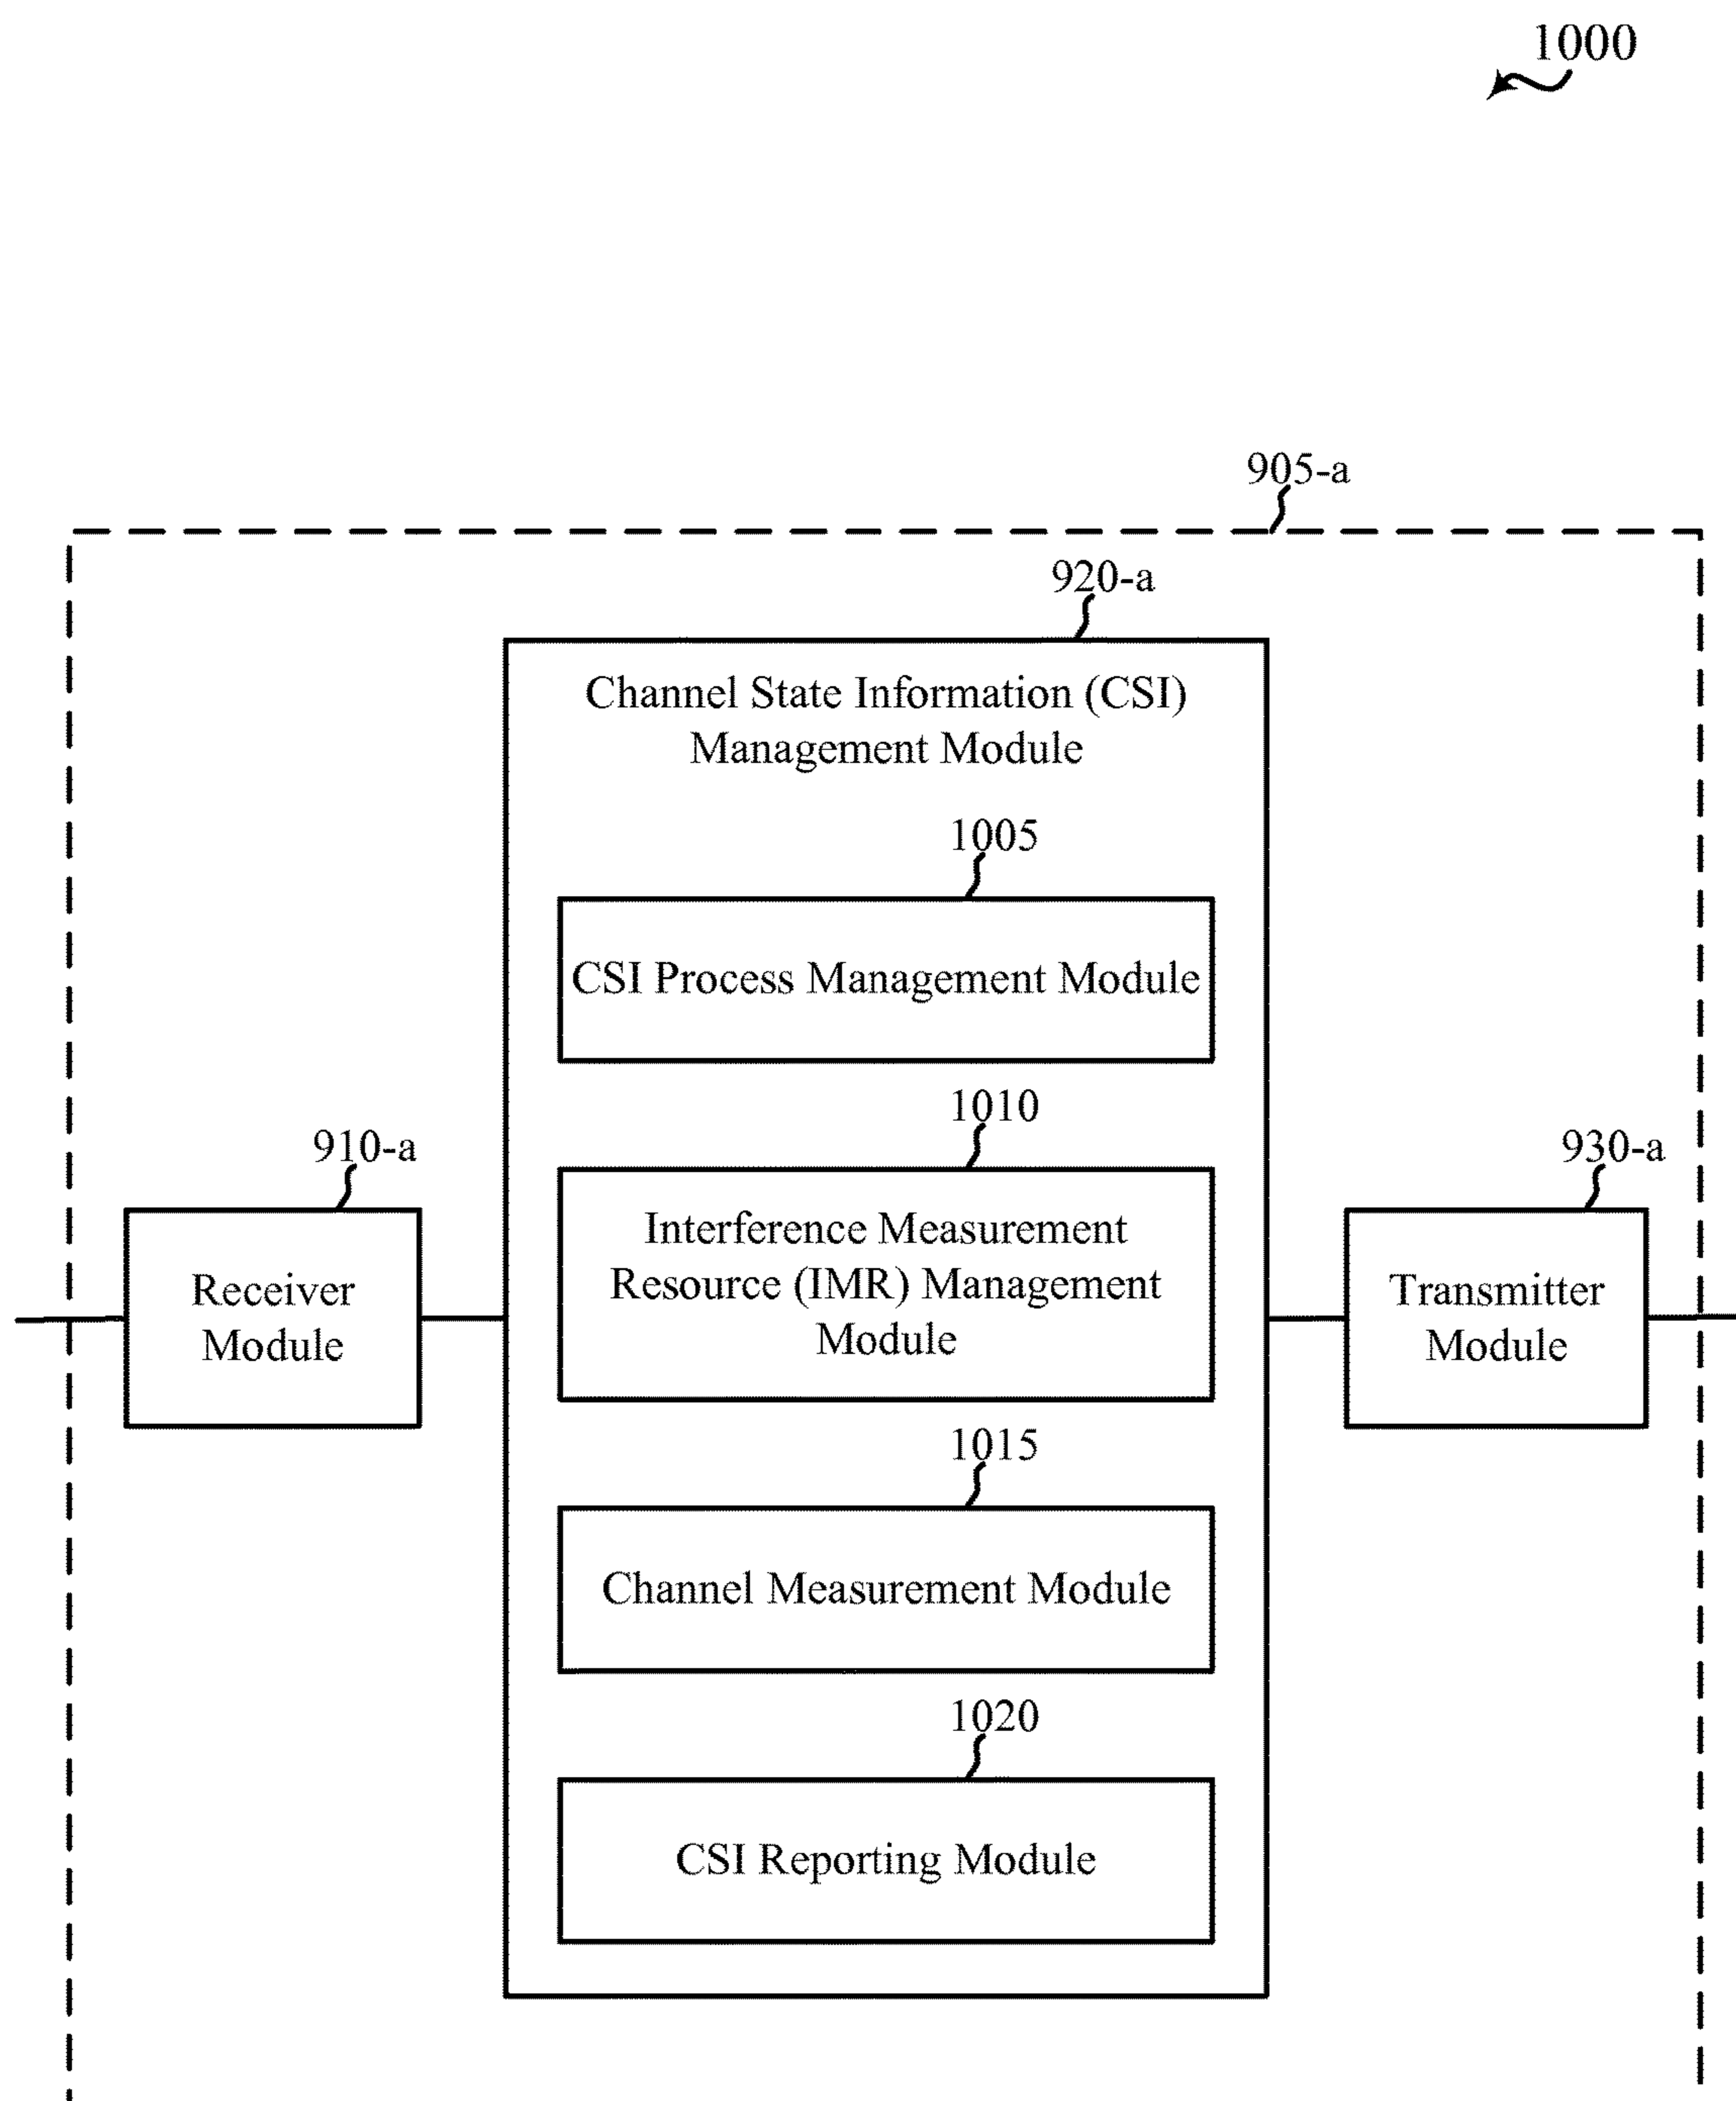 1000
905-a
920-a
Channel State Information (CSI)
Management Module
1005
CSI Process Management Module
1010
Interference Measurement
Resource (IMR) Management
Module
910-a
Receiver
Module
930-a
Transmitter
Module
1015
Channel Measurement Module
1020
CSI Reporting Module